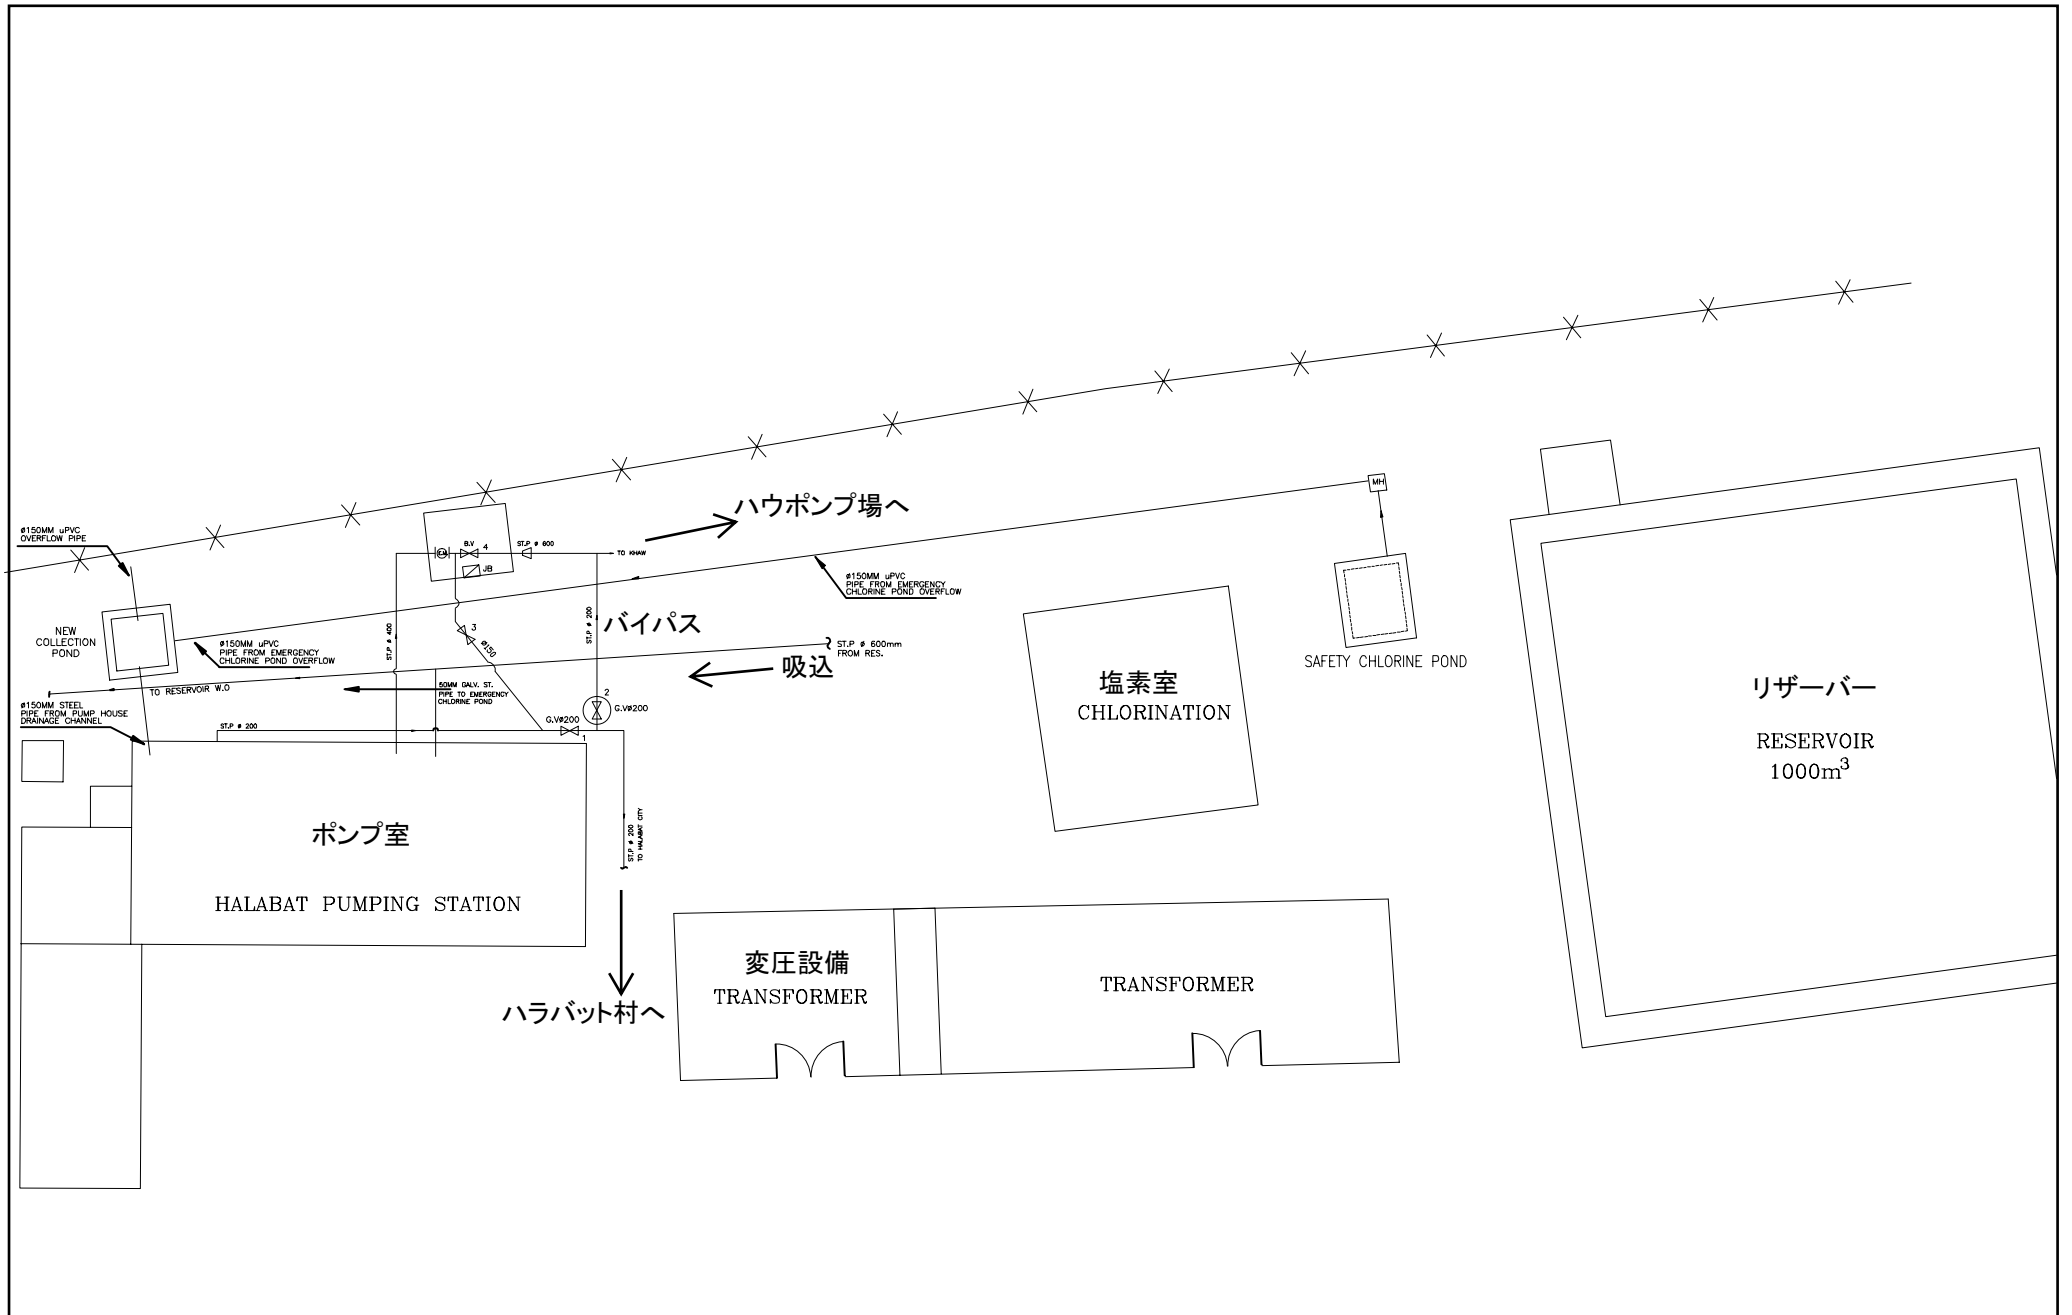 ハウポンプ場へ
MH
ø150MM uPVC
OVERFLOW PIPE
B.V
4
ST.P ø 600
TO KHAW
F.M
JB
ø150MM uPVC
PIPE FROM EMERGENCY
CHLORINE POND OVERFLOW
NEW
COLLECTION
POND
ø150MM uPVC
PIPE FROM EMERGENCY
CHLORINE POND OVERFLOW
ST.P ø 400
3
ø150
ST.P ø 200
バイパス
吸込
ST.P ø 600mm
FROM RES.
SAFETY CHLORINE POND
塩素室
CHLORINATION
リザーバー
RESERVOIR
1000m³
TO RESERVOIR W.O
50MM GALV. ST.
PIPE TO EMERGENCY
CHLORINE POND
2
G.Vø200
ø150MM STEEL
PIPE FROM PUMP HOUSE
DRAINAGE CHANNEL
ST.P ø 200
G.Vø200
1
ST.P ø 200
TO HALABAT CITY
ポンプ室
HALABAT PUMPING STATION
ハラバット村へ
変圧設備
TRANSFORMER
TRANSFORMER